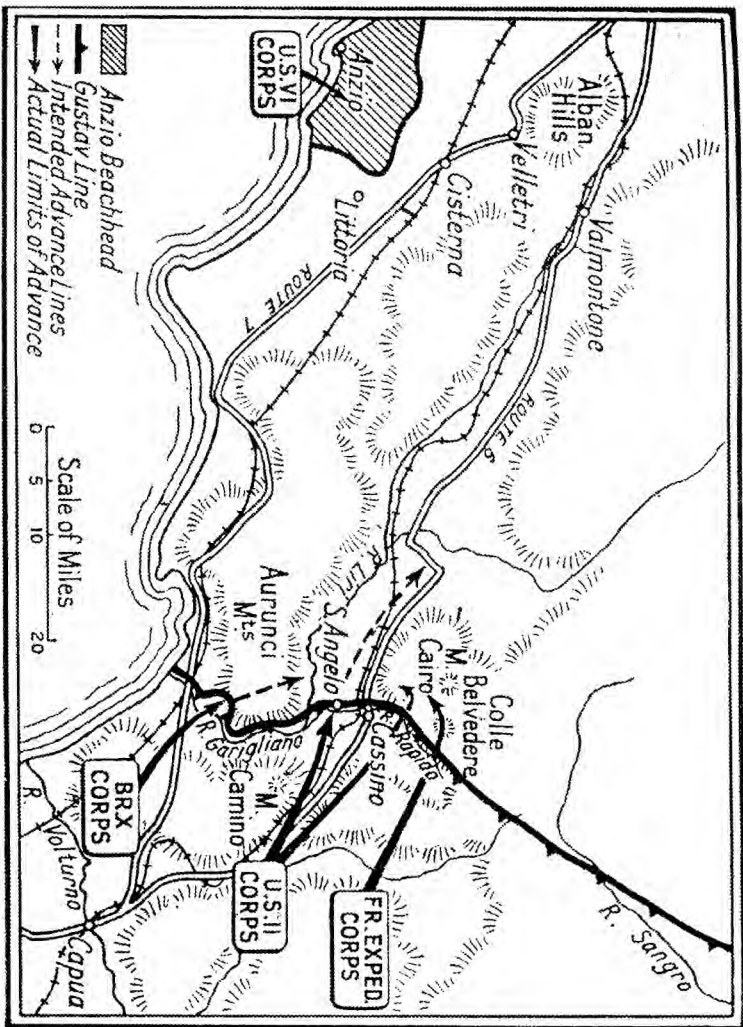 Alban
Hills
Velletri
Valmontone
Cisterna
Littoria
Anzio
U.S. VI
CORPS
ROUTE 7
ROUTE 6
R. Liri
S. Angelo
Aurunci
Mts
Colle
Belvedere
M.
Cairo
R. Rapido
Cassino
R. Garigliano
M.
Camino
R. Sangro
BR X
CORPS
U.S. II
CORPS
FR. EXPED.
CORPS
R. Volturno
Capua
Anzio Beachhead
Gustav Line
Intended Advance Lines
Actual Limits of Advance
Scale of Miles
0 5 10 20